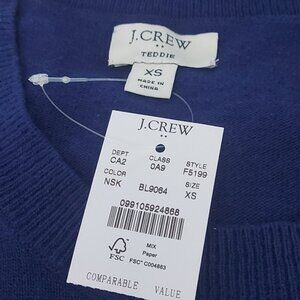 J.CREW
TEDDIE
XS
MADE IN
CHINA
J.CREW
DEPT CLASS STYLE
CA2 0A9 F5199
COLOR SIZE
NSK BL9064 XS
099105924868
FSC
MIX
Paper
FSC® C004863
COMPARABLE VALUE